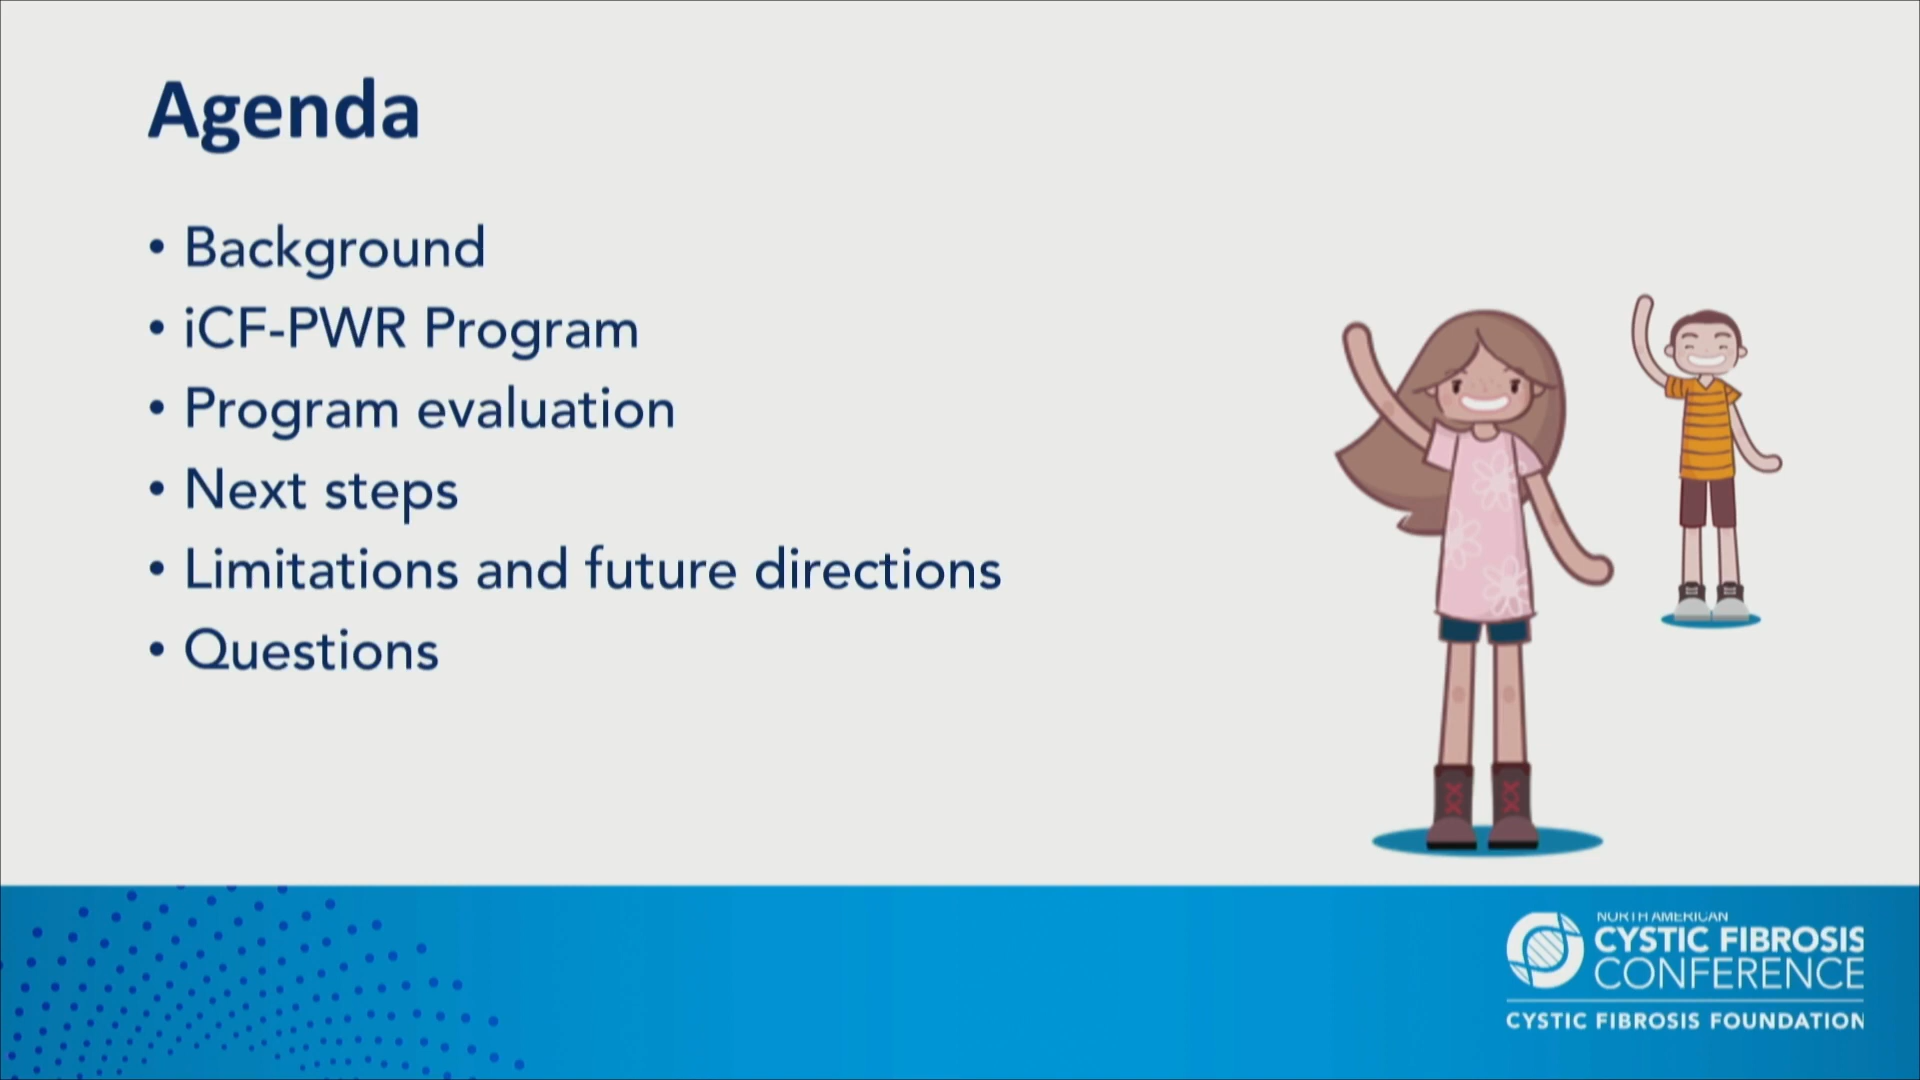 Agenda
• Background
• iCF-PWR Program
• Program evaluation
• Next steps
• Limitations and future directions
• Questions
NORTH AMERICAN
CYSTIC FIBROSIS
CONFERENCE
CYSTIC FIBROSIS FOUNDATION